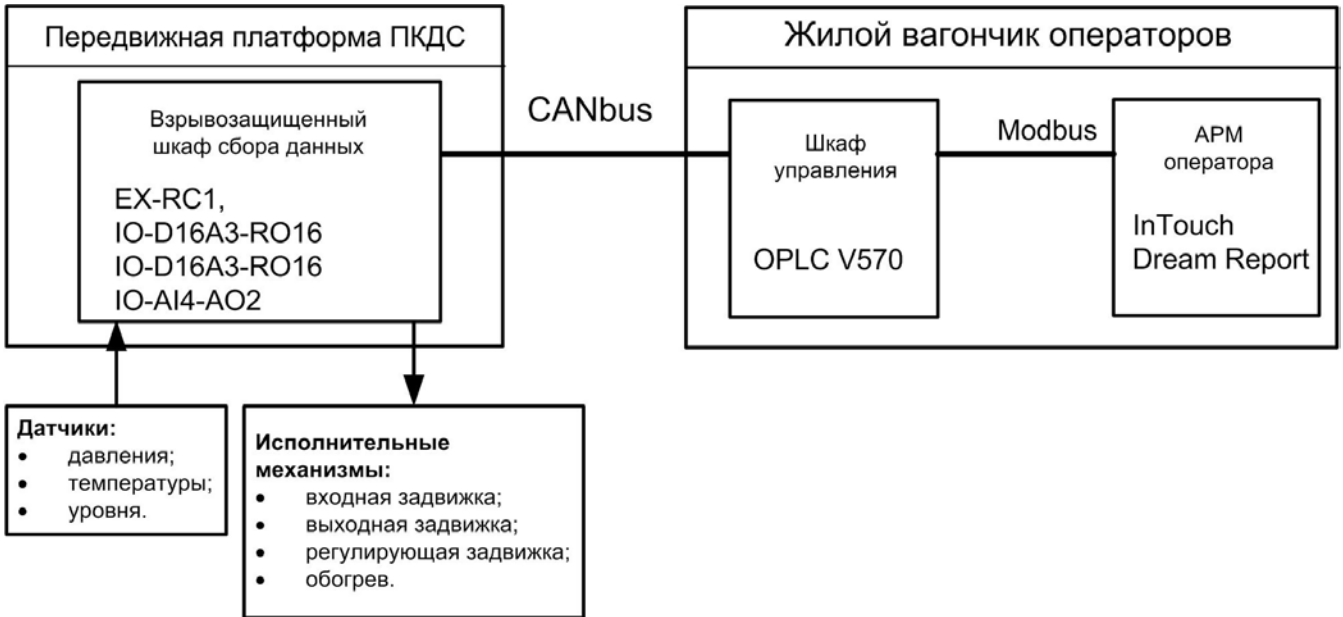 Передвижная платформа ПКДС
Взрывозащищенный
шкаф сбора данных
EX-RC1,
IO-D16A3-RO16
IO-D16A3-RO16
IO-AI4-AO2
CANbus
Жилой вагончик операторов
Шкаф
управления
OPLC V570
Modbus
АРМ
оператора
InTouch
Dream Report
Датчики:
• давления;
• температуры;
• уровня.
Исполнительные
механизмы:
• входная задвижка;
• выходная задвижка;
• регулирующая задвижка;
• обогрев.